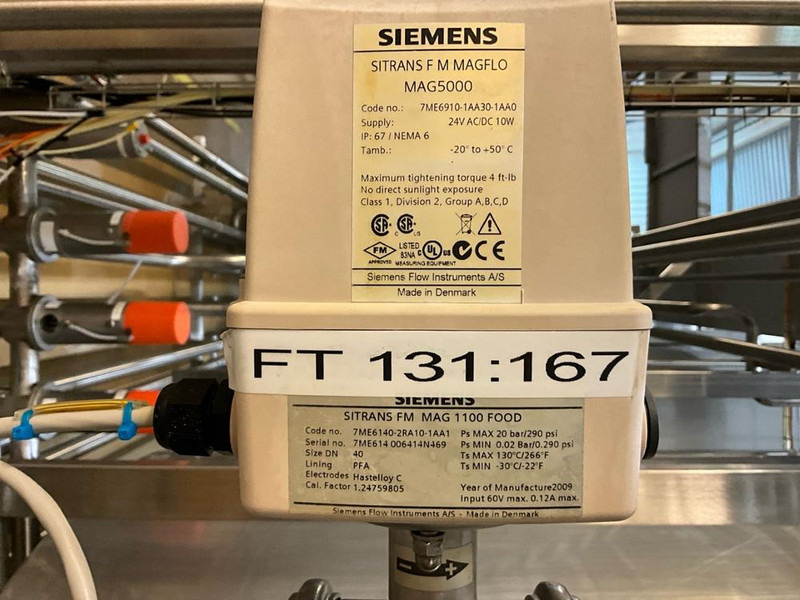 SIEMENS
SITRANS F M MAGFLO
MAG5000
Code no.: 7ME6910-1AA30-1AA0
Supply: 24V AC/DC 10W
IP: 67 / NEMA 6
Tamb.: -20° to +50° C
Maximum tightening torque 4 ft-lb
No direct sunlight exposure
Class 1, Division 2, Group A,B,C,D
FM APPROVED LISTED 83NA C UL US CE
MEASURING EQUIPMENT
Siemens Flow Instruments A/S
Made in Denmark
FT 131:167
SIEMENS
SITRANS FM MAG 1100 FOOD
Code no. 7ME6140-2RA10-1AA1 Ps MAX 20 bar/290 psi
Serial no. 7ME614 006414N469 Ps MIN 0.02 Bar/0.290 psi
Size DN 40 Ts MAX 130°C/266°F
Lining PFA Ts MIN -30°C/-22°F
Electrodes Hastelloy C
Cal. Factor 1.24759805 Year of Manufacture2009
Input 60V max. 0.12A max.
Siemens Flow Instruments A/S - Made in Denmark
- +